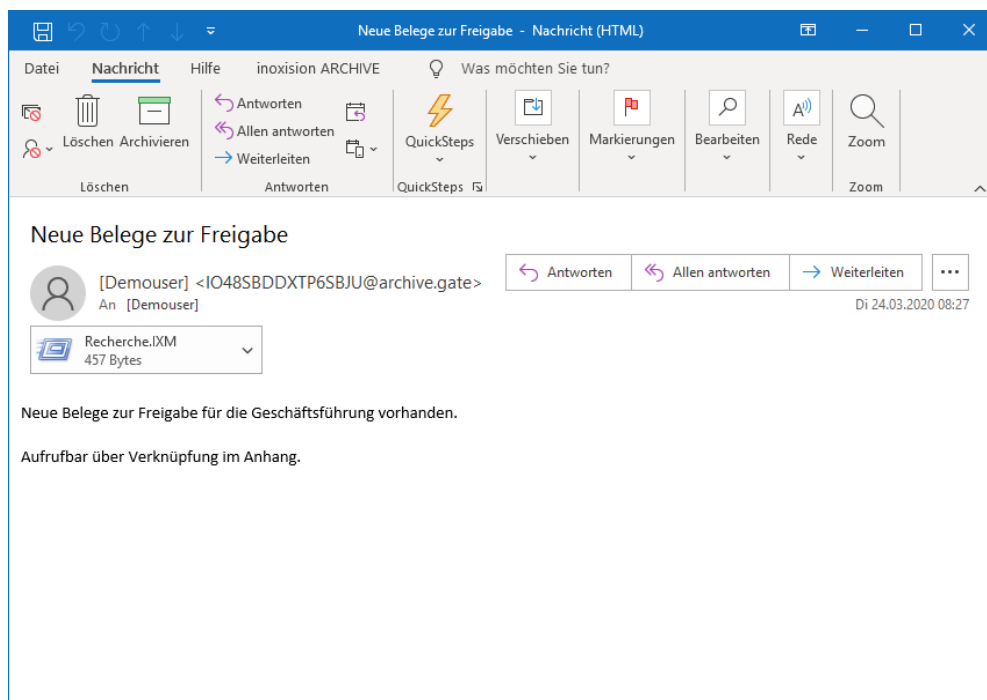 Neue Belege zur Freigabe - Nachricht (HTML)
Datei Nachricht Hilfe inoxision ARCHIVE Was möchten Sie tun?
Löschen Archivieren
Löschen
Antworten
Allen antworten
Weiterleiten
Antworten
QuickSteps
QuickSteps
Verschieben
Markierungen
Bearbeiten
A
Rede
Zoom
Zoom
Neue Belege zur Freigabe
[Demouser] <IO48SBDDXTP6SBJU@archive.gate>
An [Demouser]
Antworten Allen antworten Weiterleiten ...
Di 24.03.2020 08:27
Recherche.IXM
457 Bytes
Neue Belege zur Freigabe für die Geschäftsführung vorhanden.
Aufrufbar über Verknüpfung im Anhang.